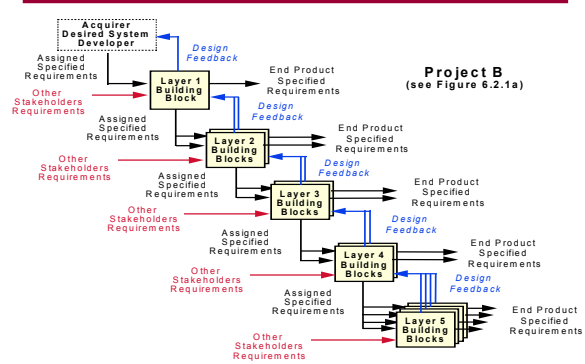 Acquirer
Desired System
Developer
Design
Feedback
Assigned
Specified
Requirements
Layer 1
Building
Block
End Product
Specified
Requirements
Project B
(see Figure 6.2.1a)
Other
Stakeholders
Requirements
Design
Feedback
Assigned
Specified
Requirements
Layer 2
Building
Blocks
End Product
Specified
Requirements
Other
Stakeholders
Requirements
Design
Feedback
Assigned
Specified
Requirements
Layer 3
Building
Blocks
End Product
Specified
Requirements
Other
Stakeholders
Requirements
Design
Feedback
Assigned
Specified
Requirements
Layer 4
Building
Blocks
End Product
Specified
Requirements
Other
Stakeholders
Requirements
Design
Feedback
Assigned
Specified
Requirements
Layer 5
Building
Blocks
End Product
Specified
Requirements
Other
Stakeholders
Requirements